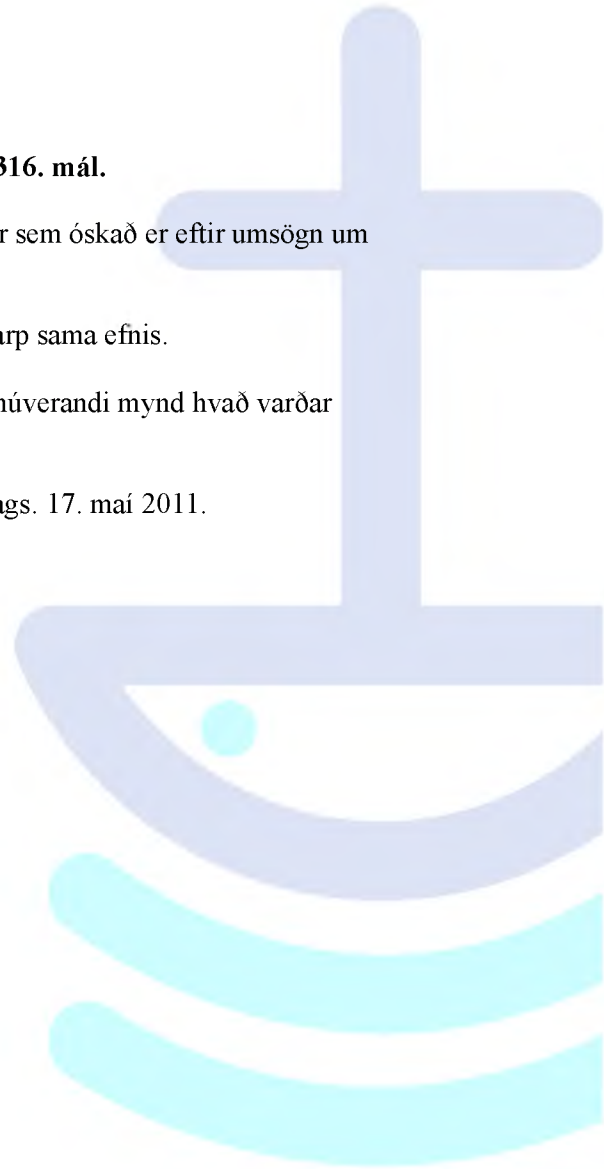 316. mál.
r sem óskað er eftir umsögn um
arp sama efnis.
núverandi mynd hvað varðar
ags. 17. maí 2011.